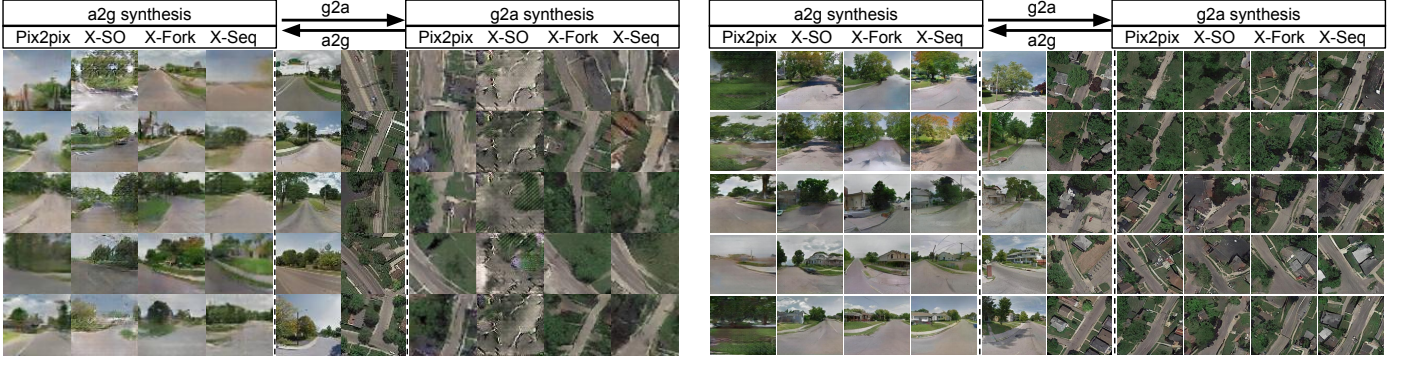 a2g synthesis g2a g2a synthesis
Pix2pix X-SO X-Fork X-Seq a2g Pix2pix X-SO X-Fork X-Seq
a2g synthesis g2a g2a synthesis
Pix2pix X-SO X-Fork X-Seq a2g Pix2pix X-SO X-Fork X-Seq